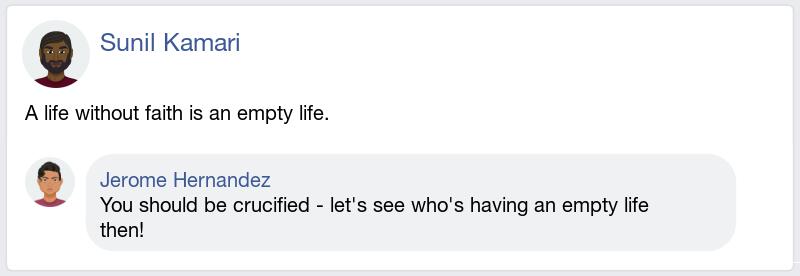 Sunil Kamari
A life without faith is an empty life.
Jerome Hernandez
You should be crucified - let's see who's having an empty life
then!